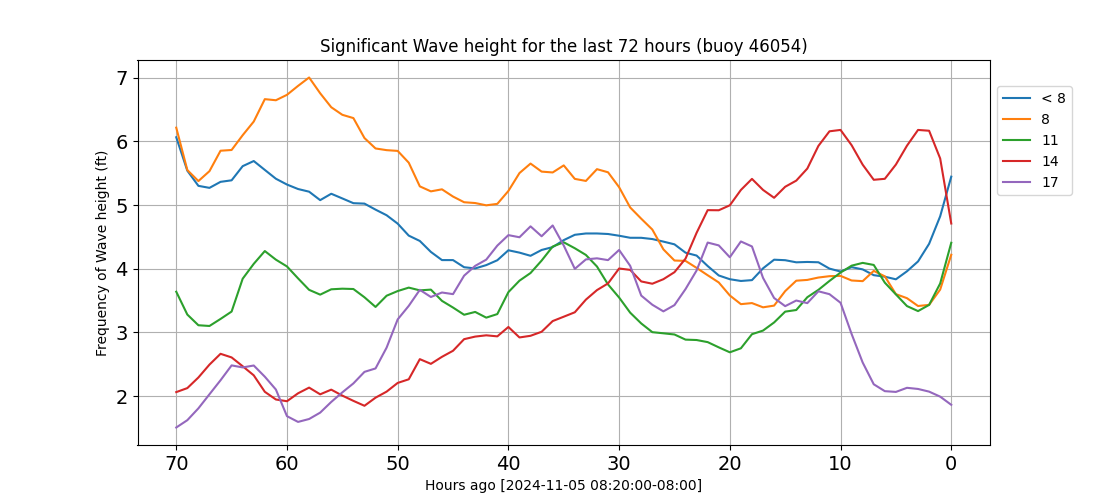 Significant Wave height for the last 72 hours (buoy 46054)
Frequency of Wave height (ft)
7
6
5
4
3
2
70 60 50 40 30 20 10 0
Hours ago [2024-11-05 08:20:00-08:00]
< 8
8
11
14
17